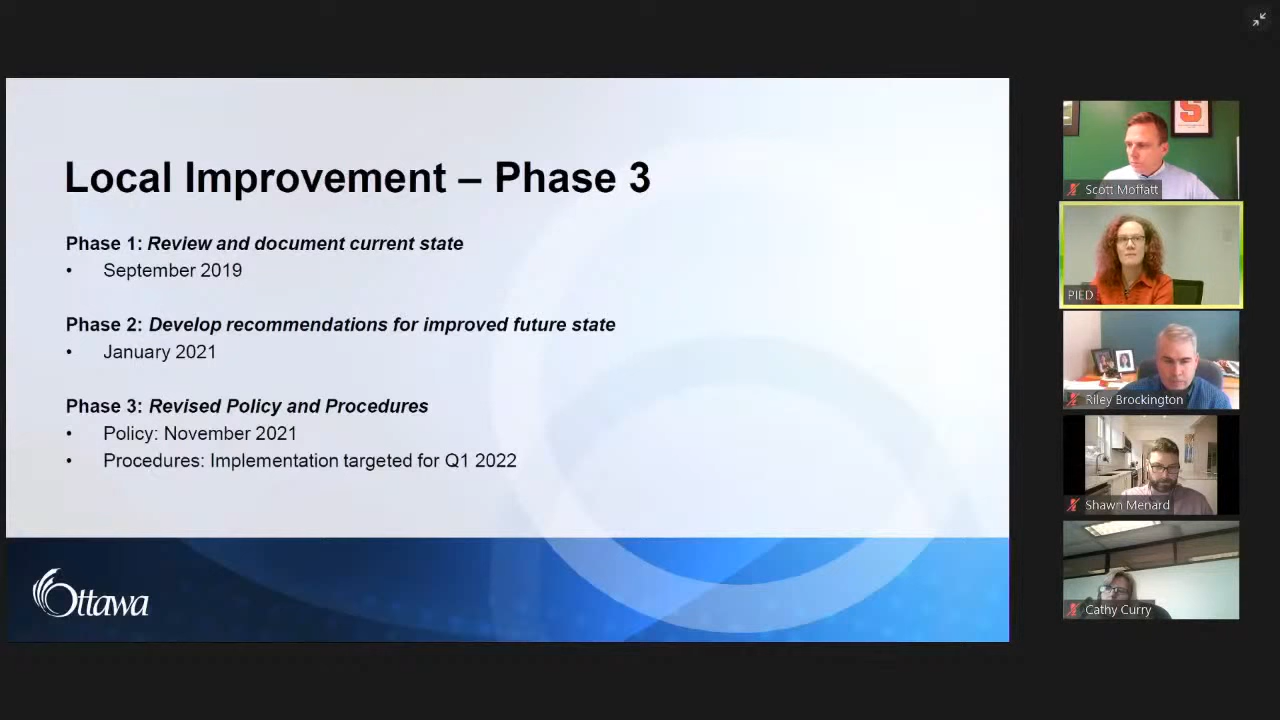 Local Improvement – Phase 3
Phase 1: Review and document current state
• September 2019
Phase 2: Develop recommendations for improved future state
• January 2021
Phase 3: Revised Policy and Procedures
• Policy: November 2021
• Procedures: Implementation targeted for Q1 2022
Ottawa
S
Scott Moffatt
PIED
Riley Brockington
Shawn Menard
Cathy Curry